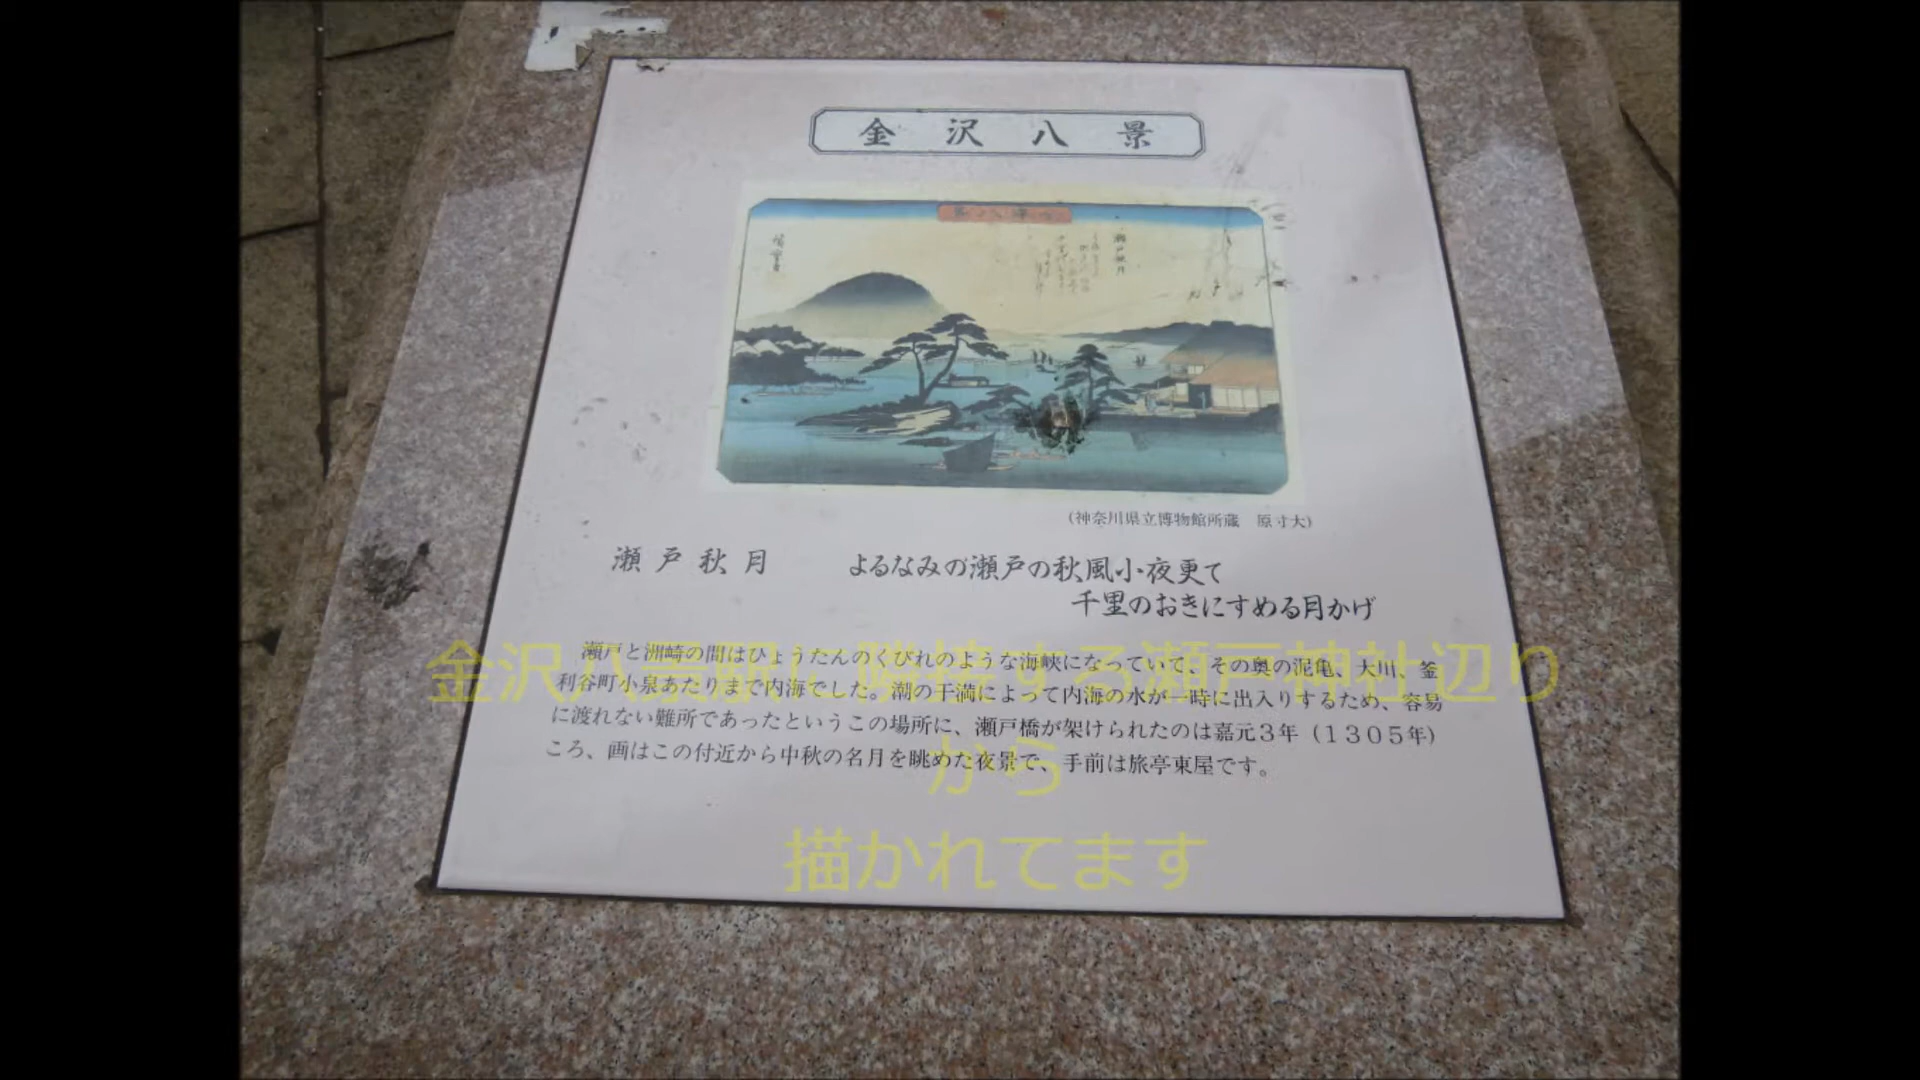 金沢八景
瀬戸秋月
(神奈川県立博物館所蔵 原寸大)
瀬戸秋月
よるなみの瀬戸の秋風小夜更て
千里のおきにすめる月かげ
瀬戸と洲崎の間はひょうたんのくびれのような海峡になっていて、その奥の泥亀、大川、釜
利谷町小泉あたりまで内海でした。潮の干満によって内海の水が一時に出入りするため、容易
に渡れない難所であったというこの場所に、瀬戸橋が架けられたのは嘉元3年（1305年）
ころ、画はこの付近から中秋の名月を眺めた夜景で、手前は旅亭東屋です。
金沢八景駅に隣接する瀬戸神社辺り
から
描かれてます